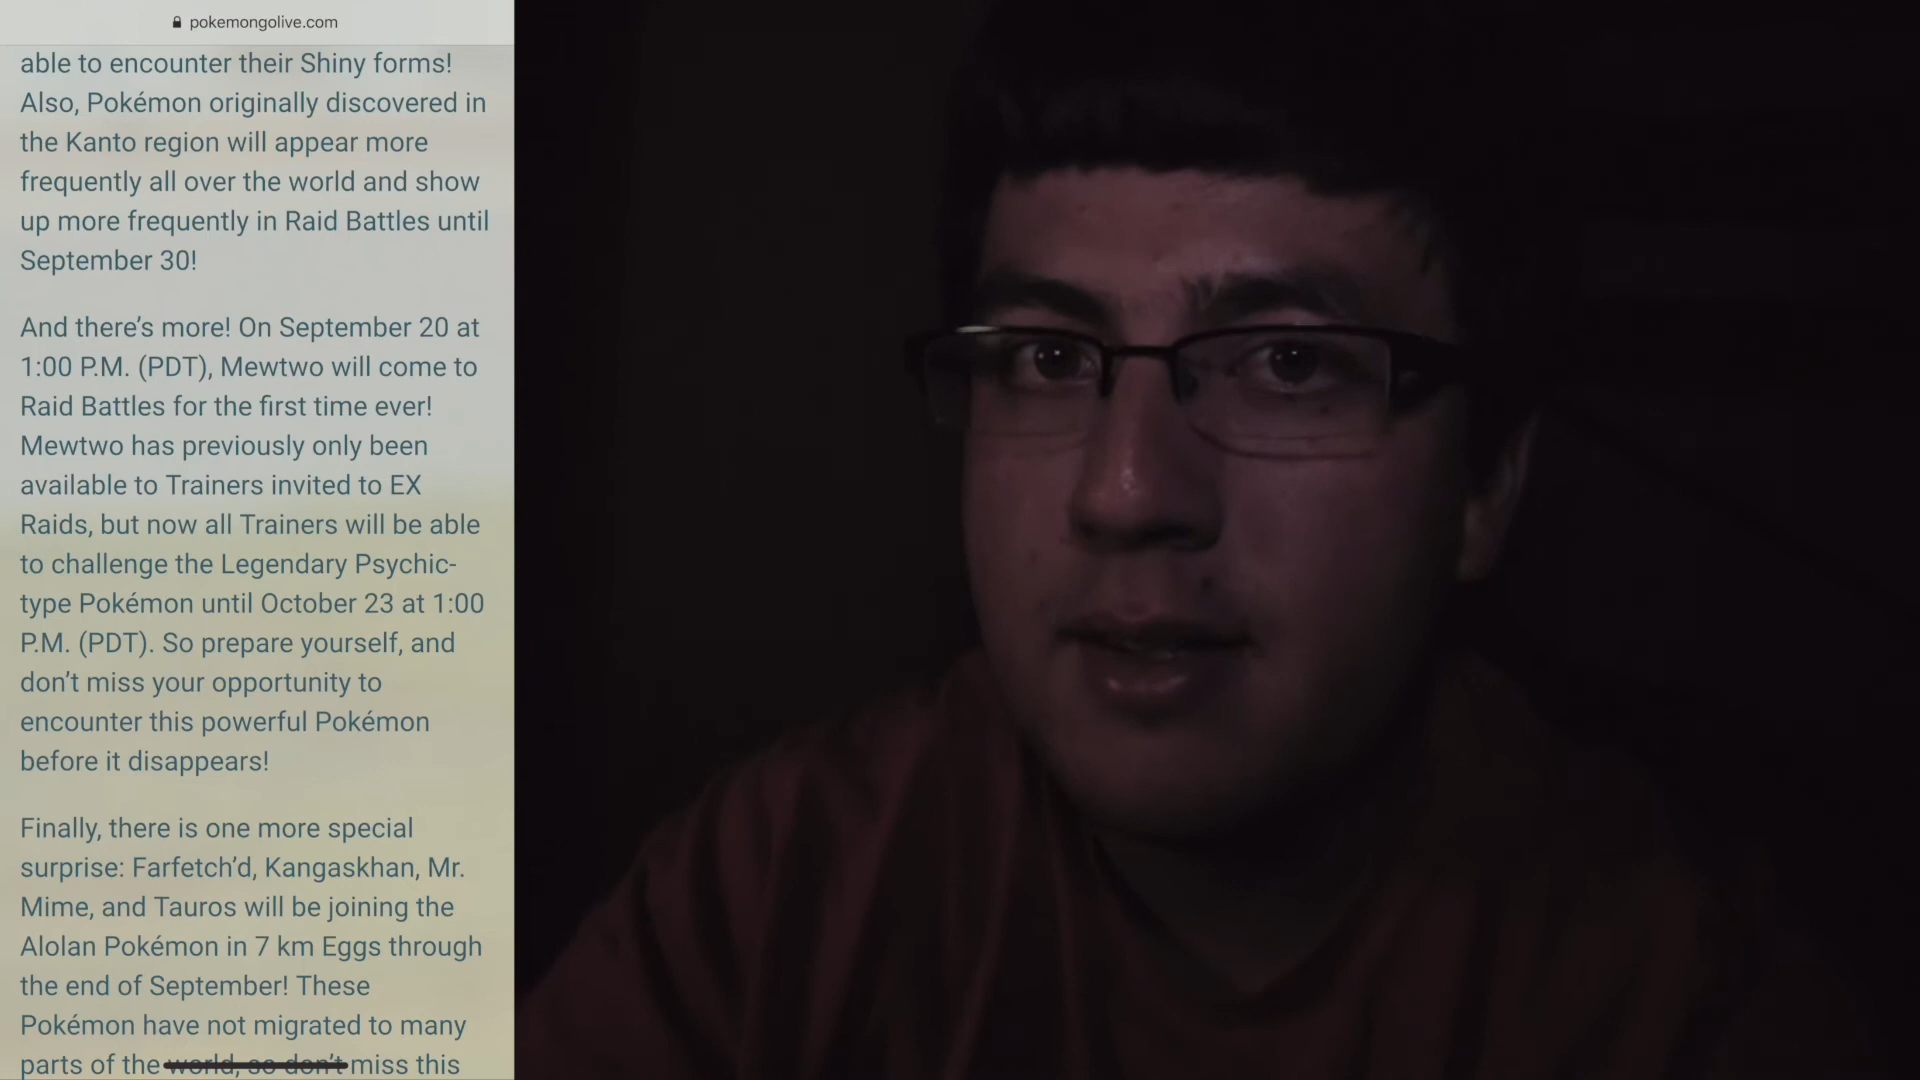 pokemongolive.com
able to encounter their Shiny forms!
Also, Pokémon originally discovered in
the Kanto region will appear more
frequently all over the world and show
up more frequently in Raid Battles until
September 30!
And there’s more! On September 20 at
1:00 P.M. (PDT), Mewtwo will come to
Raid Battles for the first time ever!
Mewtwo has previously only been
available to Trainers invited to EX
Raids, but now all Trainers will be able
to challenge the Legendary Psychic-
type Pokémon until October 23 at 1:00
P.M. (PDT). So prepare yourself, and
don’t miss your opportunity to
encounter this powerful Pokémon
before it disappears!
Finally, there is one more special
surprise: Farfetch’d, Kangaskhan, Mr.
Mime, and Tauros will be joining the
Alolan Pokémon in 7 km Eggs through
the end of September! These
Pokémon have not migrated to many
parts of the world, so don’t miss this